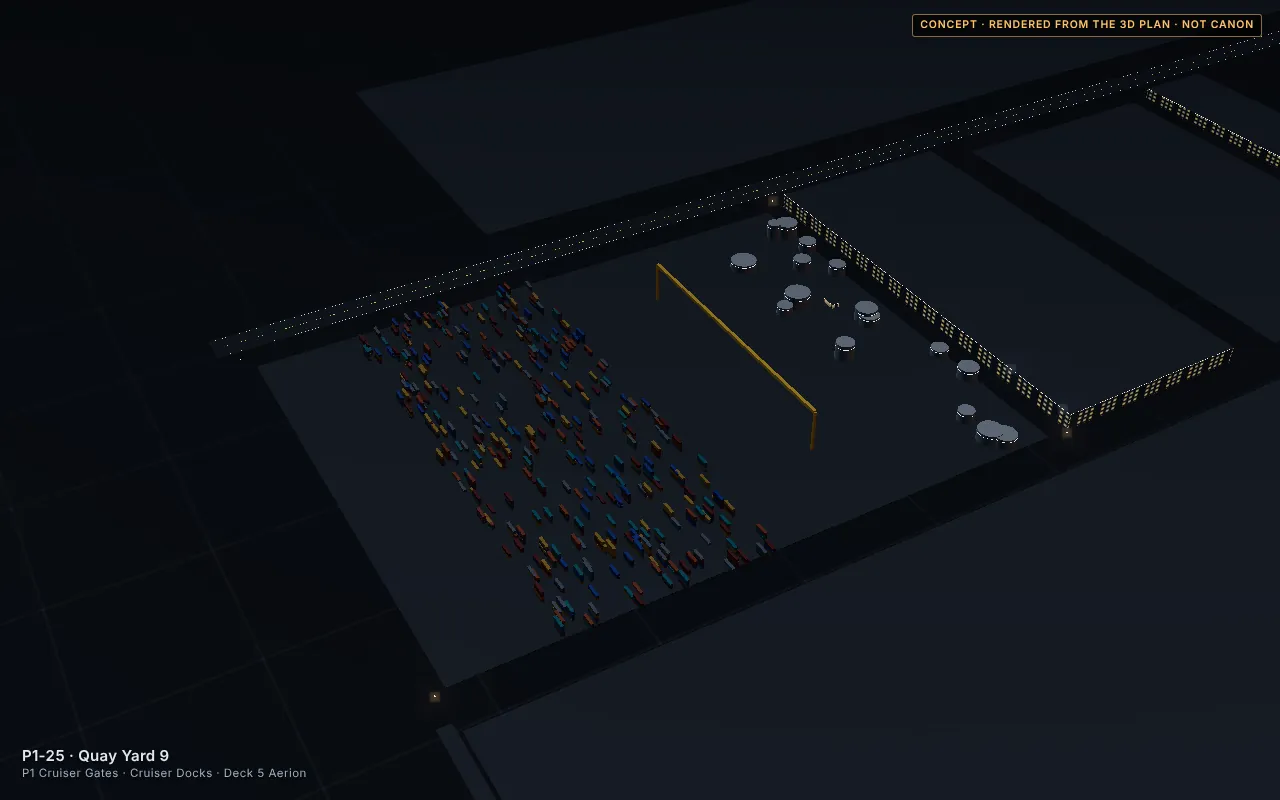 CONCEPT · RENDERED FROM THE 3D PLAN · NOT CANON
P1-25 · Quay Yard 9
P1 Cruiser Gates · Cruiser Docks · Deck 5 Aerion